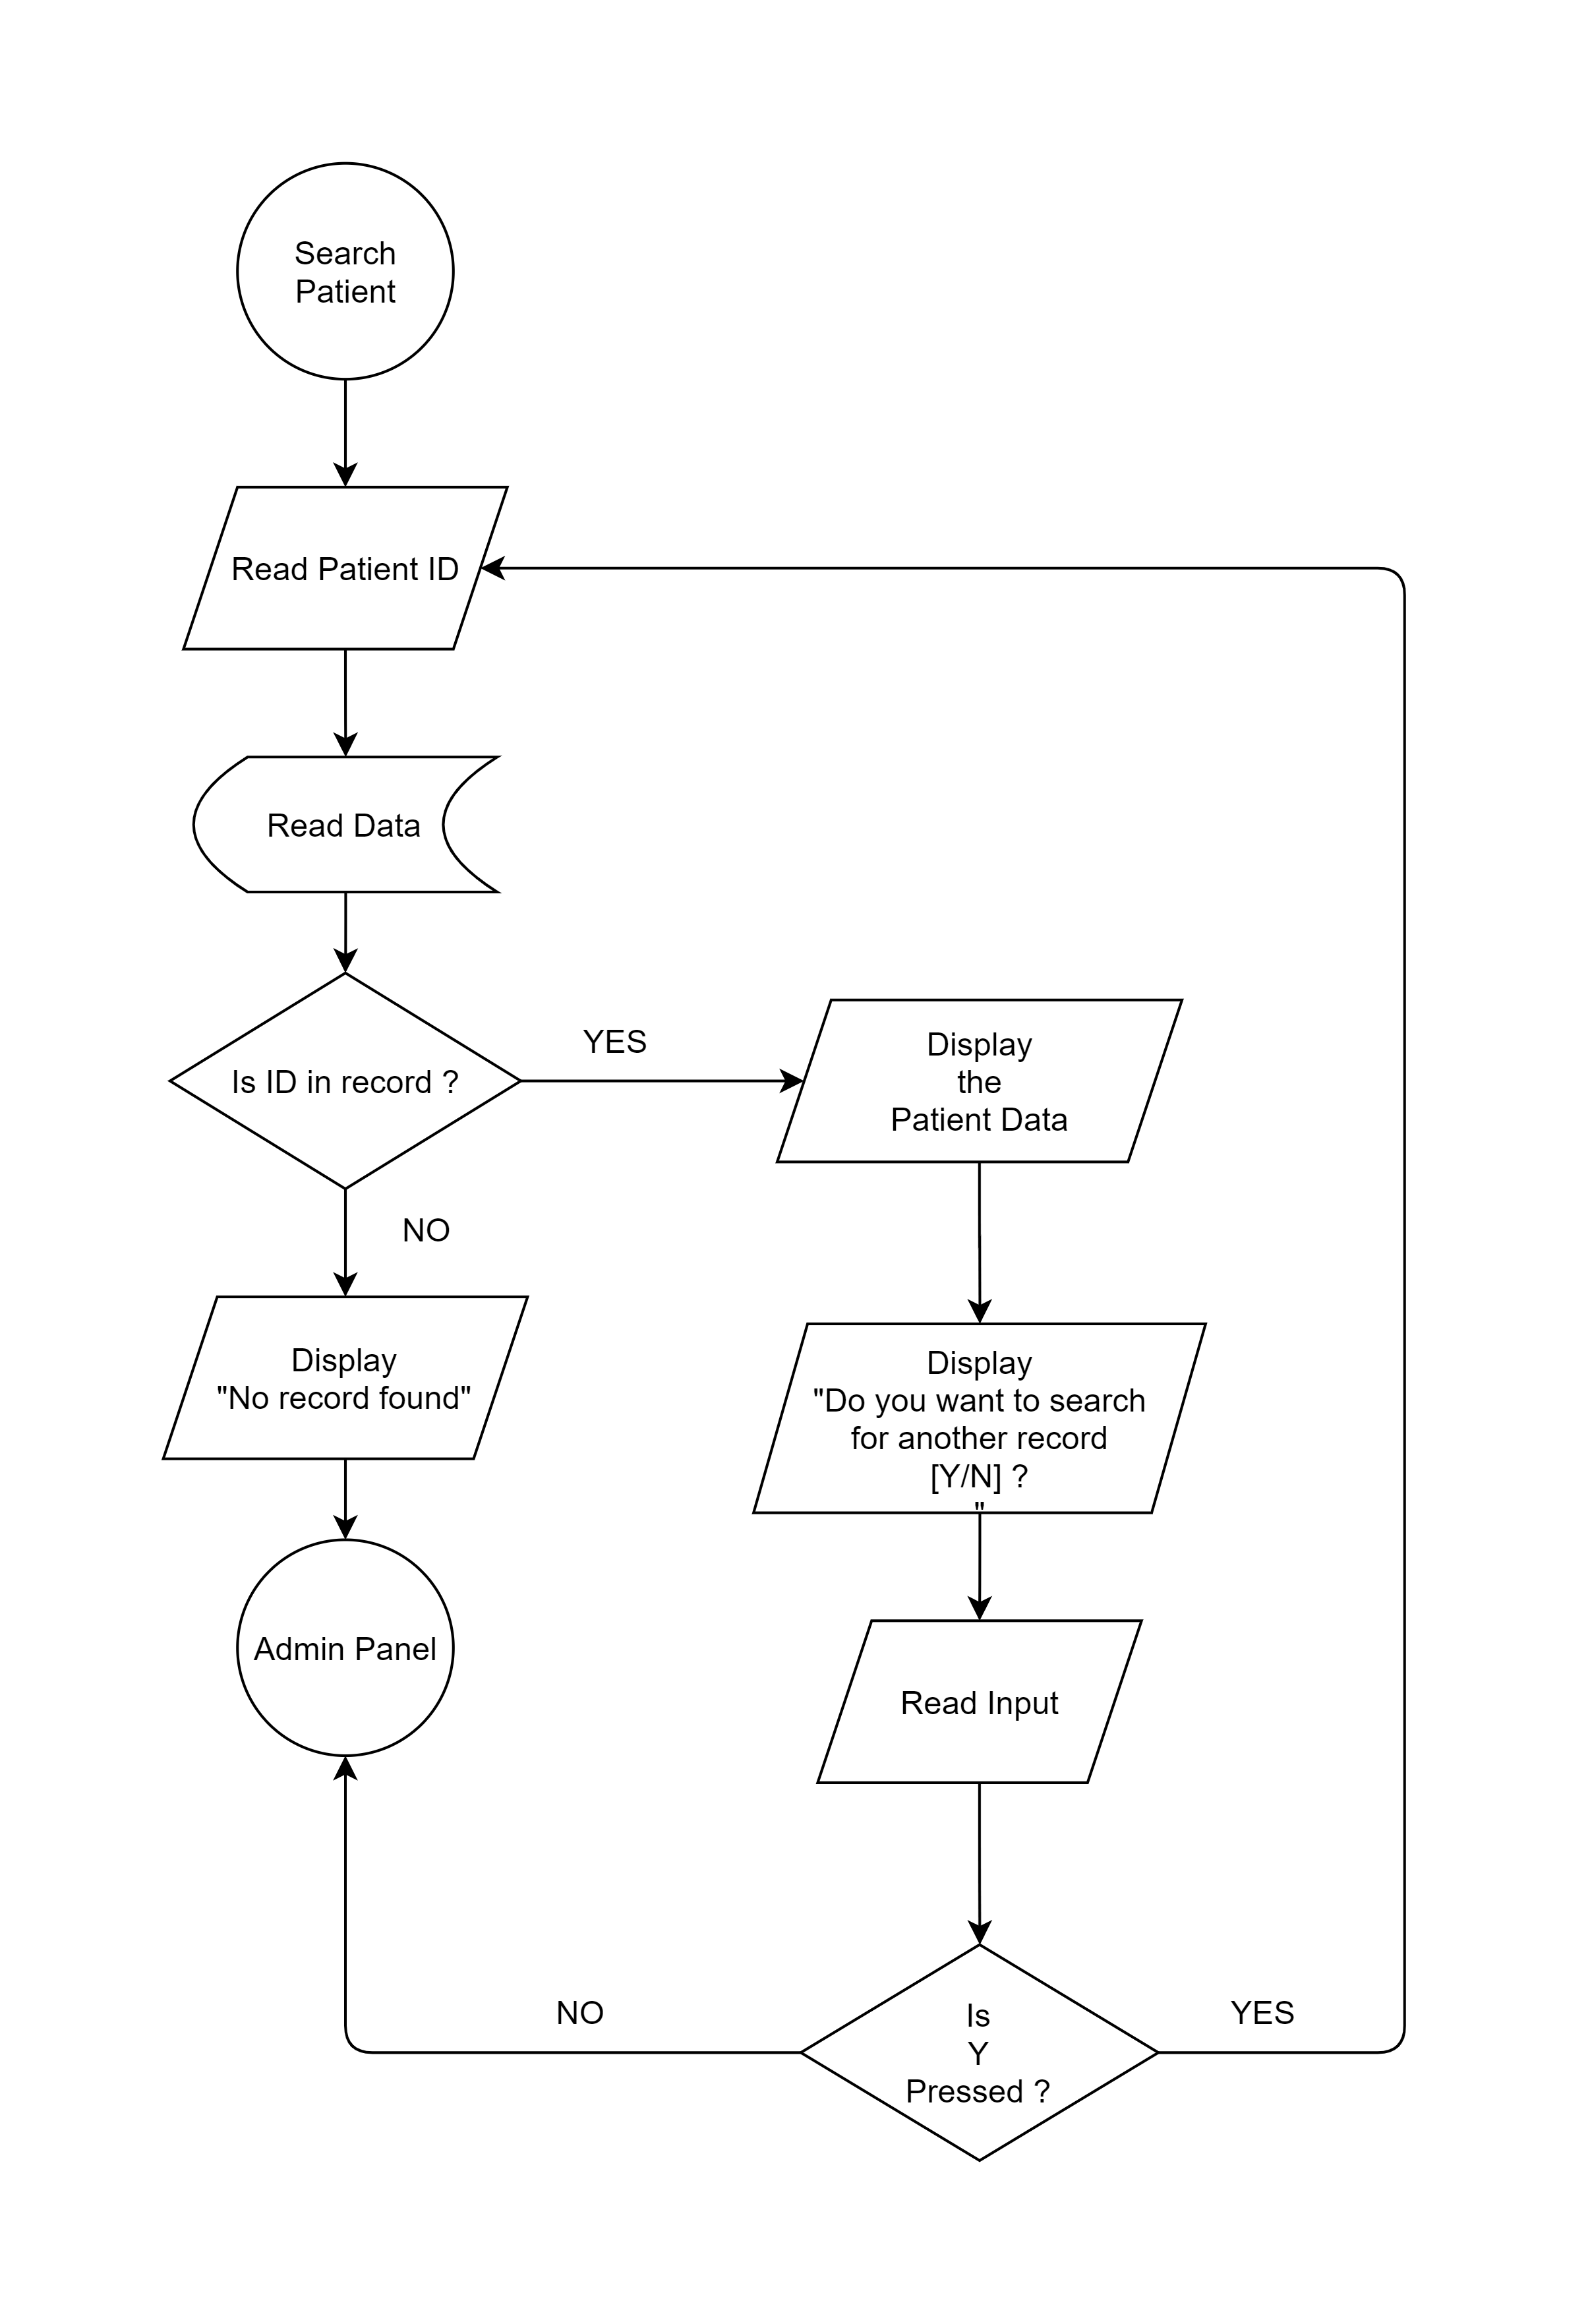 Search
Patient
Read Patient ID
Read Data
Is ID in record ?
YES
Display
the
Patient Data
NO
Display
"No record found"
Display
"Do you want to search
for another record
[Y/N] ?
"
Admin Panel
Read Input
Is
Y
Pressed ?
NO
YES